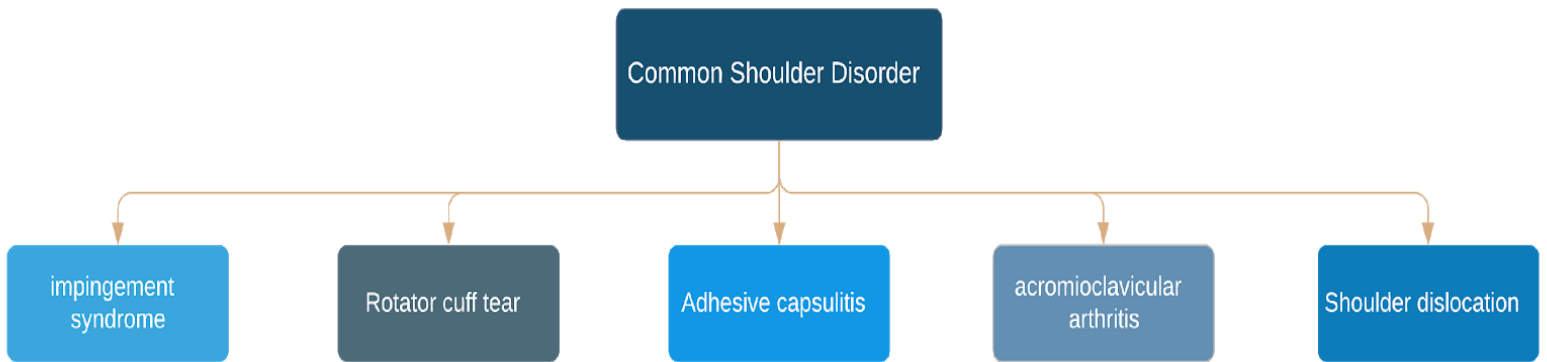 Common Shoulder Disorder
impingement
syndrome
Rotator cuff tear
Adhesive capsulitis
acromioclavicular
arthritis
Shoulder dislocation